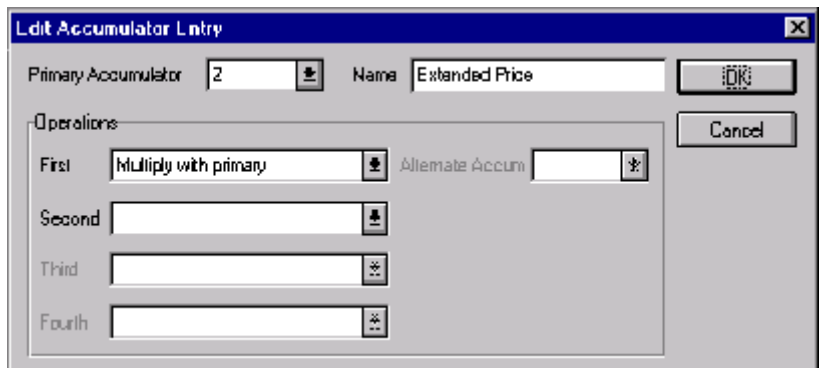 Edit Accumulator Entry
Primary Accumulator 2 Name Extended Price OK
Operations
Cancel
First Multiply with primary Alternate Accum
Second
Third
Fourth